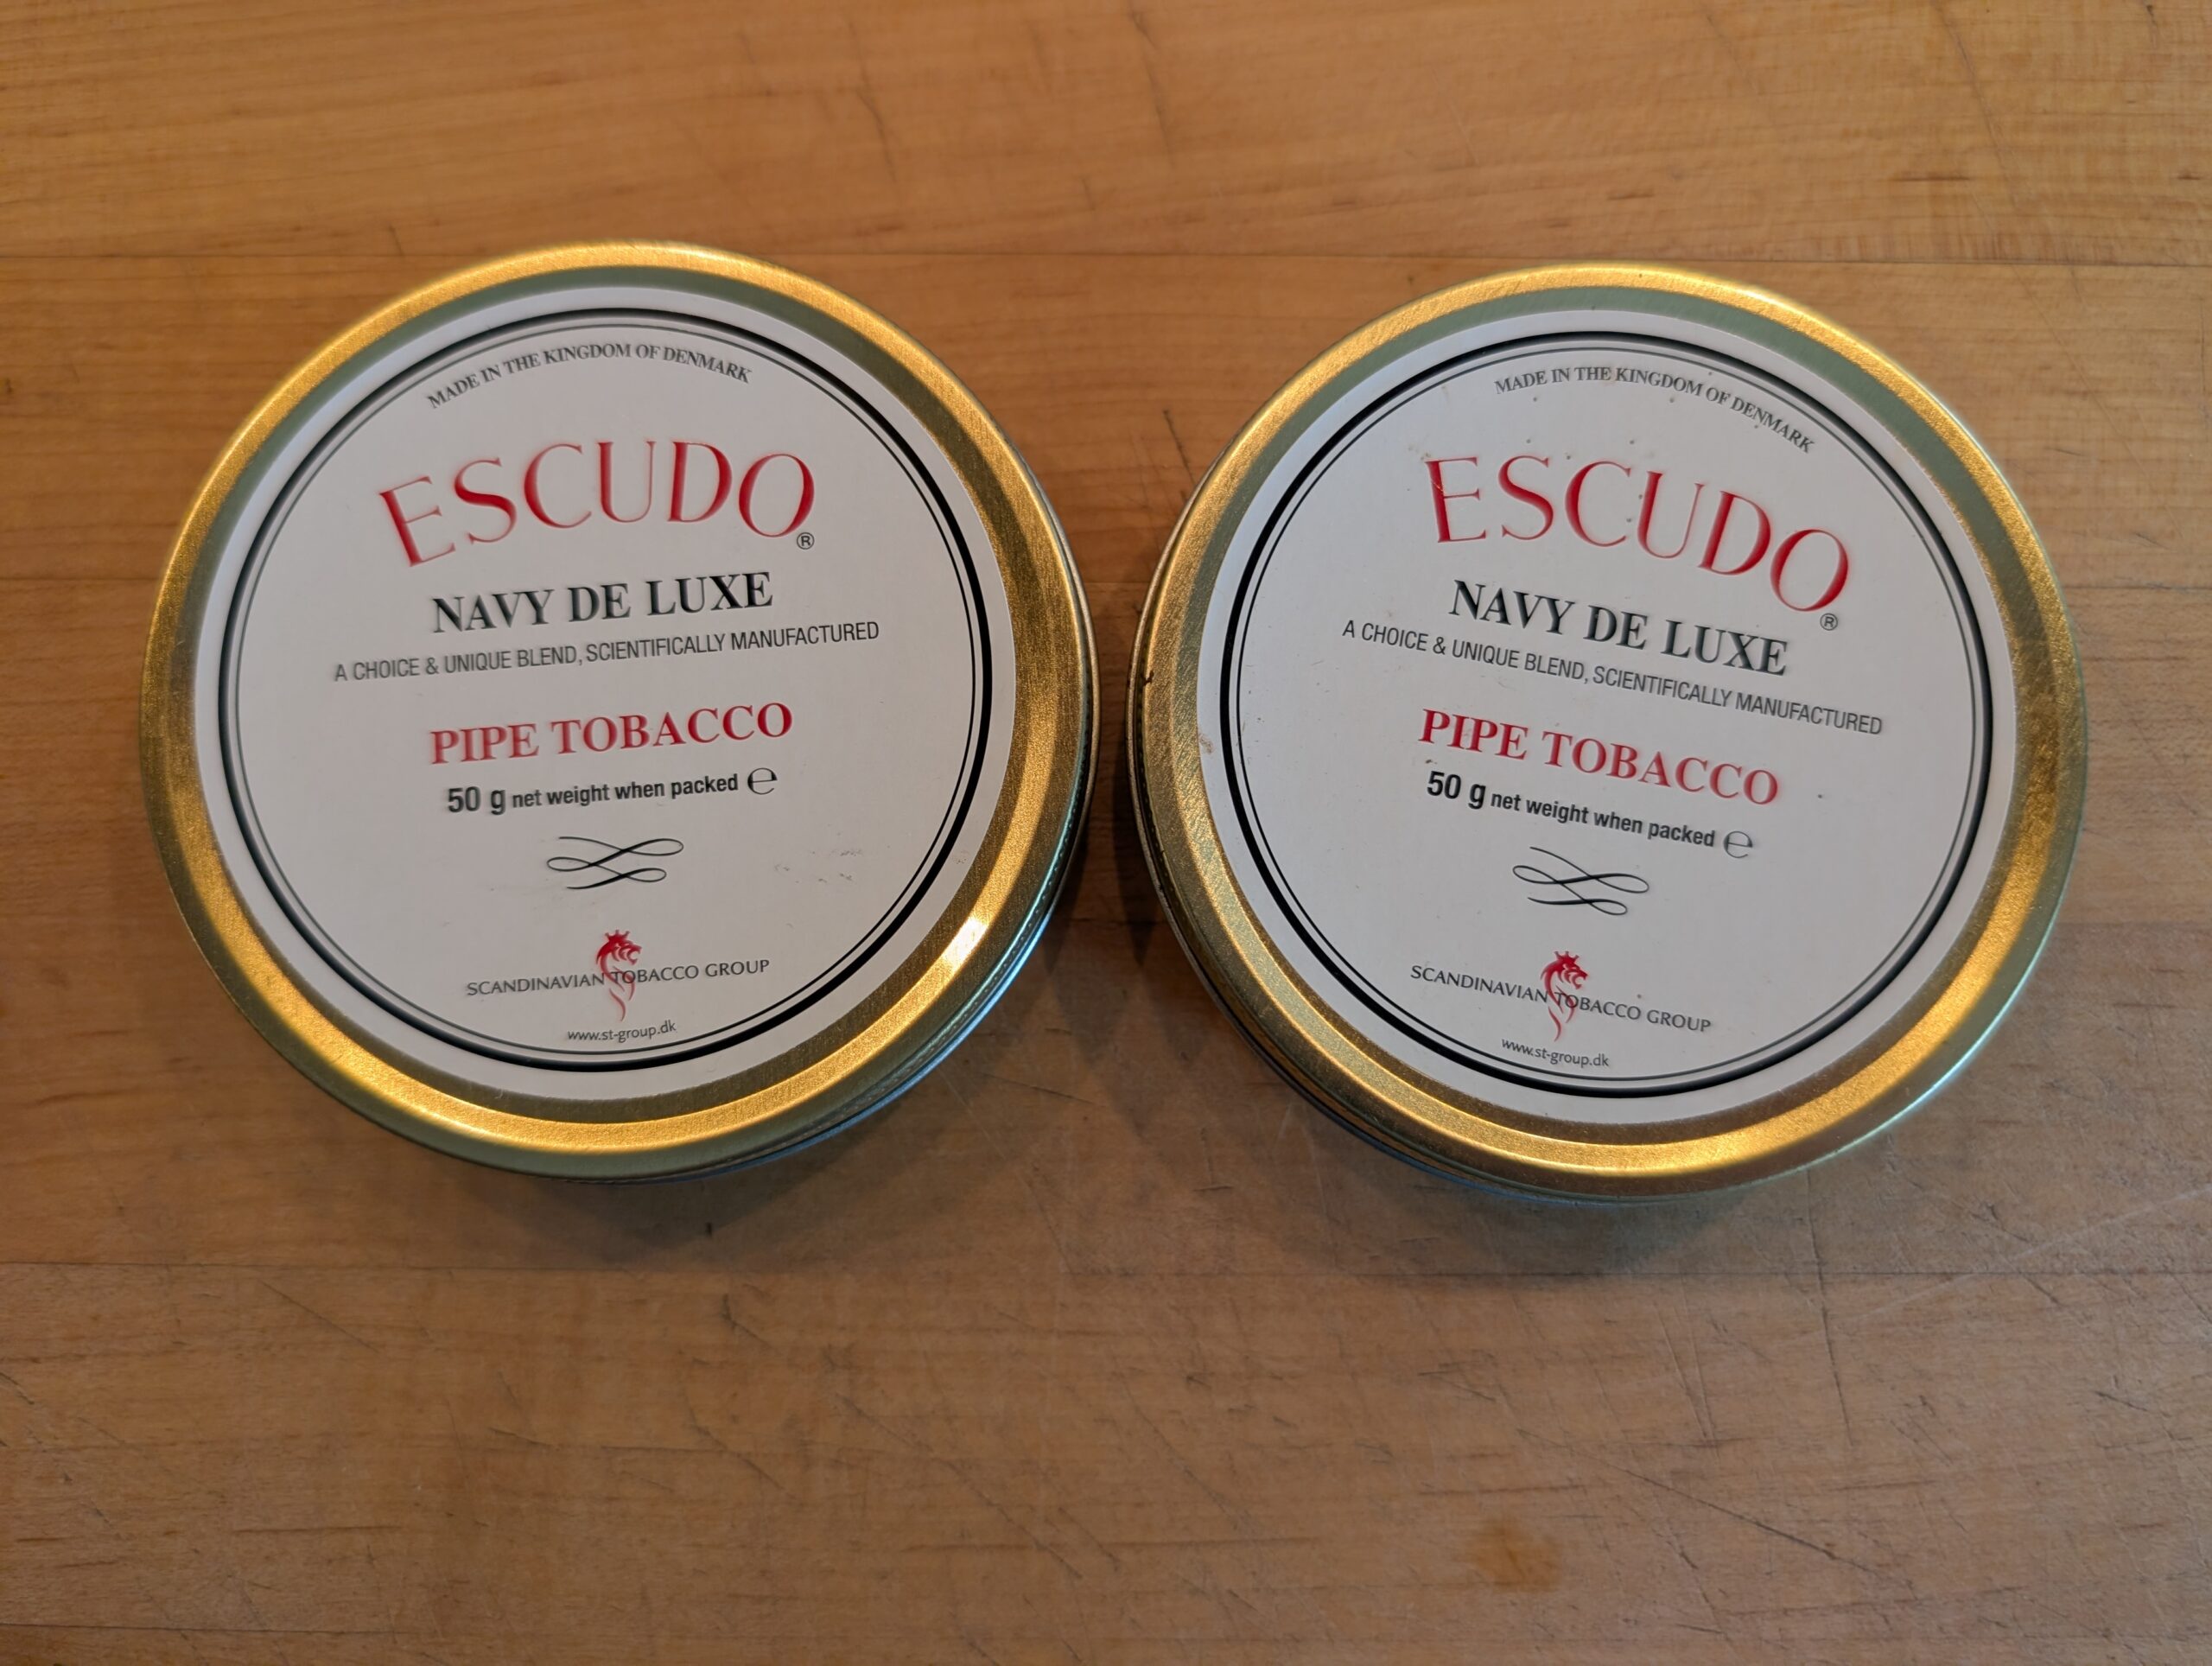 MADE IN THE KINGDOM OF DENMARK
ESCUDO®
NAVY DE LUXE
A CHOICE & UNIQUE BLEND, SCIENTIFICALLY MANUFACTURED
PIPE TOBACCO
50 g net weight when packed ℮
SCANDINAVIAN TOBACCO GROUP
www.st-group.dk
MADE IN THE KINGDOM OF DENMARK
ESCUDO®
NAVY DE LUXE
A CHOICE & UNIQUE BLEND, SCIENTIFICALLY MANUFACTURED
PIPE TOBACCO
50 g net weight when packed ℮
SCANDINAVIAN TOBACCO GROUP
www.st-group.dk